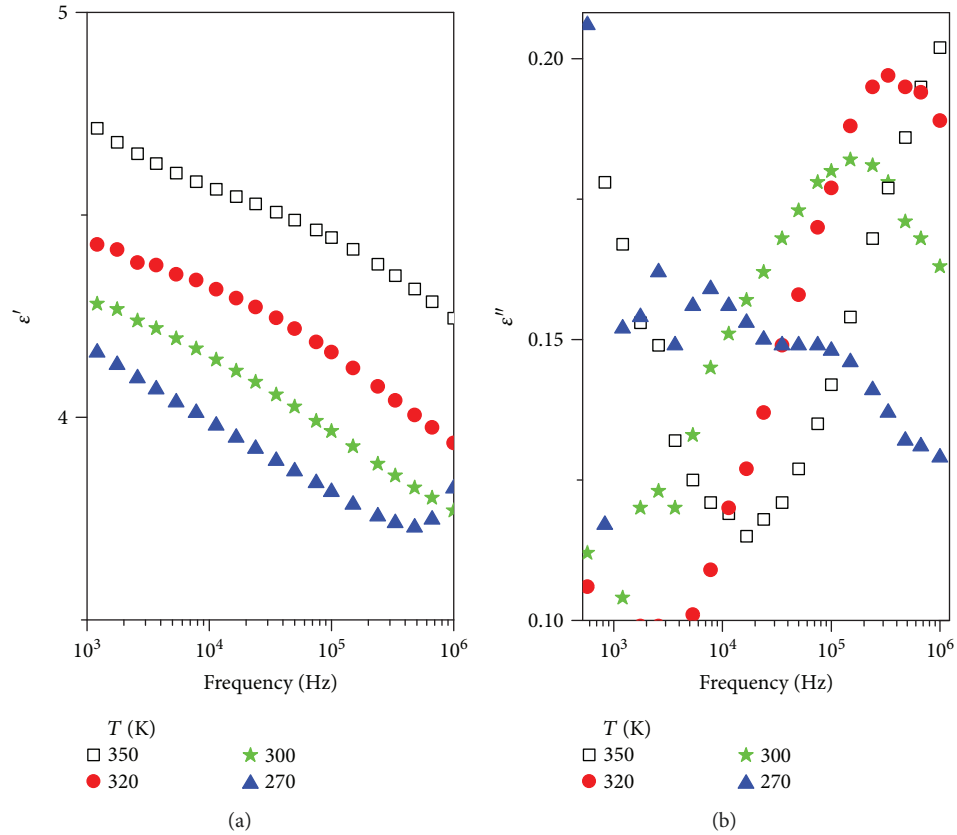 5
4
ε′
10³ 10⁴ 10⁵ 10⁶
Frequency (Hz)
T (K)
350 300
320 270
(a)
0.20
0.15
0.10
ε″
10³ 10⁴ 10⁵ 10⁶
Frequency (Hz)
T (K)
350 300
320 270
(b)